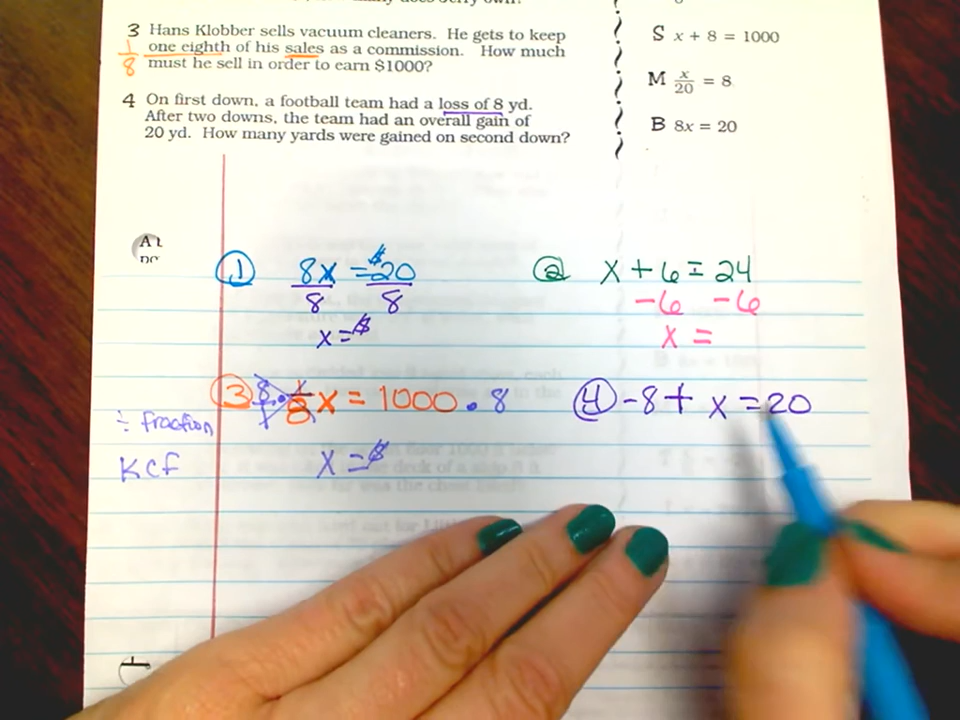 3 Hans Klobber sells vacuum cleaners. He gets to keep
1/8 one eighth of his sales as a commission. How much
must he sell in order to earn $1000?
4 On first down, a football team had a loss of 8 yd.
After two downs, the team had an overall gain of
20 yd. How many yards were gained on second down?
S x + 8 = 1000
M x/20 = 8
B 8x = 20
① 8x = $20
8 8
x = $
② x + 6 = 24
-6 -6
x =
③ 8/1 · 1/8 x = 1000 · 8
÷ fraction
KCF
x = $
④ -8 + x = 20